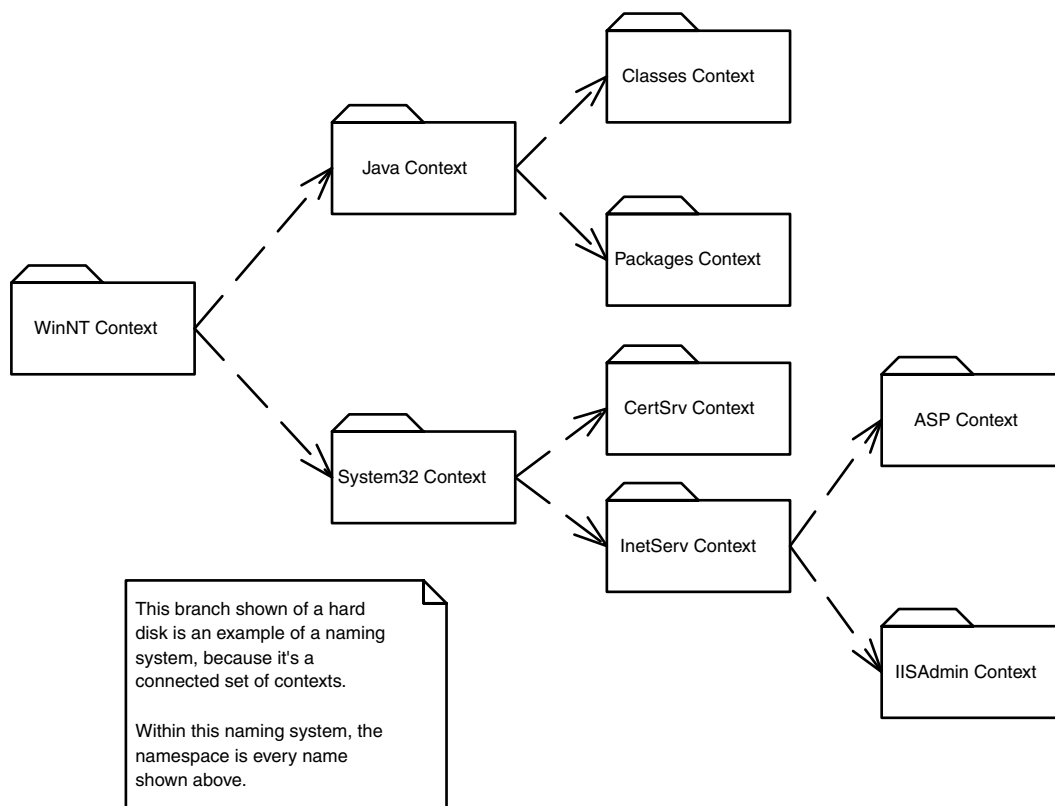 Classes Context
Java Context
Packages Context
WinNT Context
CertSrv Context
ASP Context
System32 Context
InetServ Context
IISAdmin Context
This branch shown of a hard
disk is an example of a naming
system, because it's a
connected set of contexts.
Within this naming system, the
namespace is every name
shown above.